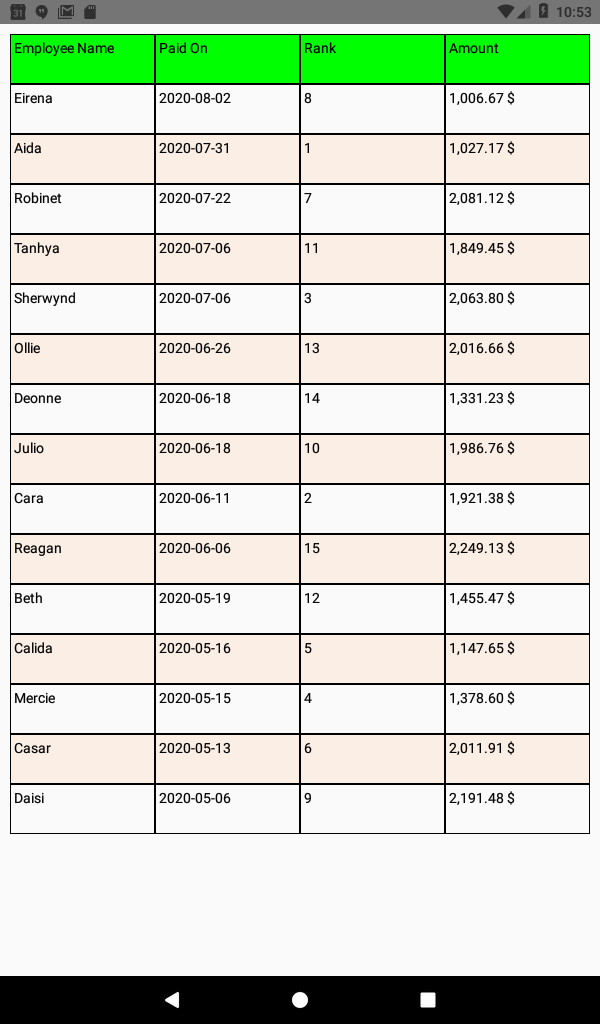 31 10:53
Employee Name Paid On Rank Amount
Eirena 2020-08-02 8 1,006.67 $
Aida 2020-07-31 1 1,027.17 $
Robinet 2020-07-22 7 2,081.12 $
Tanhya 2020-07-06 11 1,849.45 $
Sherwynd 2020-07-06 3 2,063.80 $
Ollie 2020-06-26 13 2,016.66 $
Deonne 2020-06-18 14 1,331.23 $
Julio 2020-06-18 10 1,986.76 $
Cara 2020-06-11 2 1,921.38 $
Reagan 2020-06-06 15 2,249.13 $
Beth 2020-05-19 12 1,455.47 $
Calida 2020-05-16 5 1,147.65 $
Mercie 2020-05-15 4 1,378.60 $
Casar 2020-05-13 6 2,011.91 $
Daisi 2020-05-06 9 2,191.48 $